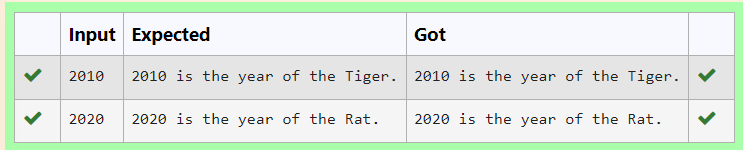 Input Expected Got
2010 2010 is the year of the Tiger. 2010 is the year of the Tiger.
2020 2020 is the year of the Rat. 2020 is the year of the Rat.